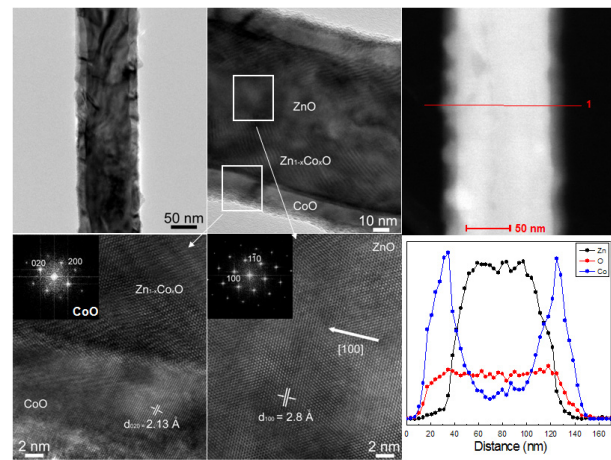 50 nm
ZnO
Zn1-xCoxO
CoO
10 nm
1
50 nm
020
200
CoO
Zn1-xCoxO
CoO
d020 = 2.13 Å
2 nm
ZnO
110
100
[100]
d100 = 2.8 Å
2 nm
Zn
O
Co
0 20 40 60 80 100 120 140 160
Distance (nm)